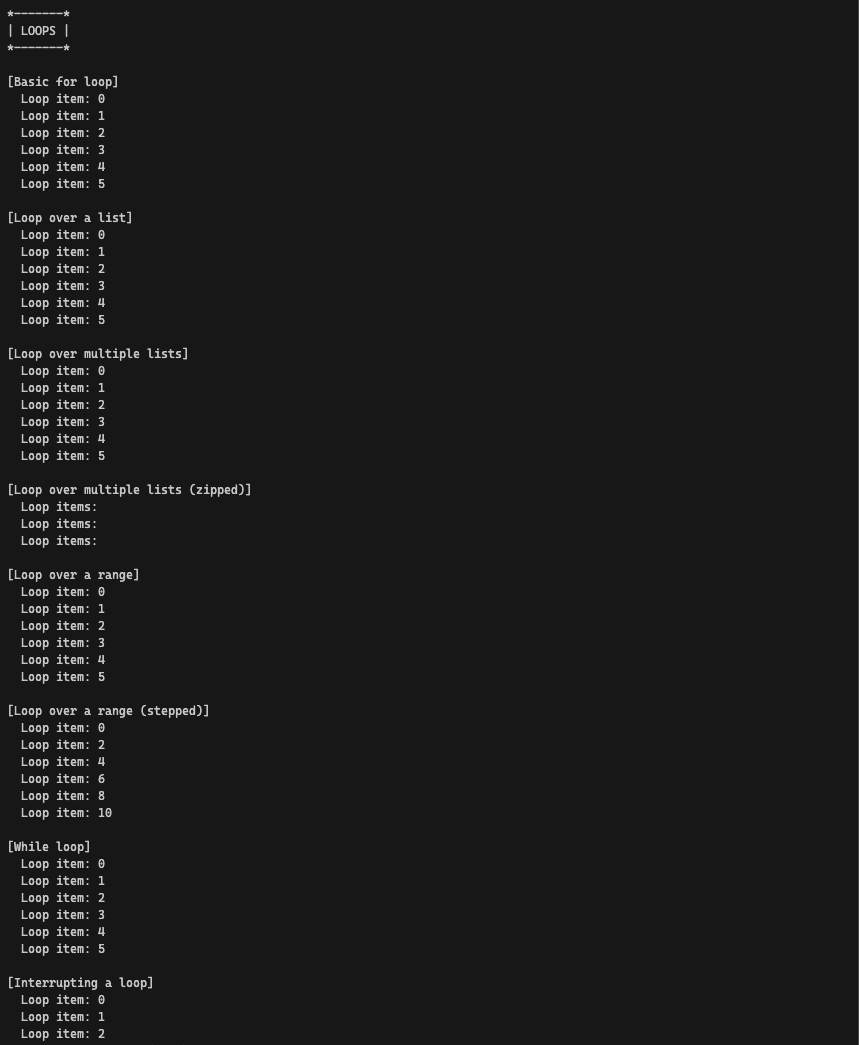 *-------*
| LOOPS |
*-------*

[Basic for loop]
  Loop item: 0
  Loop item: 1
  Loop item: 2
  Loop item: 3
  Loop item: 4
  Loop item: 5

[Loop over a list]
  Loop item: 0
  Loop item: 1
  Loop item: 2
  Loop item: 3
  Loop item: 4
  Loop item: 5

[Loop over multiple lists]
  Loop item: 0
  Loop item: 1
  Loop item: 2
  Loop item: 3
  Loop item: 4
  Loop item: 5

[Loop over multiple lists (zipped)]
  Loop items:
  Loop items:
  Loop items:

[Loop over a range]
  Loop item: 0
  Loop item: 1
  Loop item: 2
  Loop item: 3
  Loop item: 4
  Loop item: 5

[Loop over a range (stepped)]
  Loop item: 0
  Loop item: 2
  Loop item: 4
  Loop item: 6
  Loop item: 8
  Loop item: 10

[While loop]
  Loop item: 0
  Loop item: 1
  Loop item: 2
  Loop item: 3
  Loop item: 4
  Loop item: 5

[Interrupting a loop]
  Loop item: 0
  Loop item: 1
  Loop item: 2